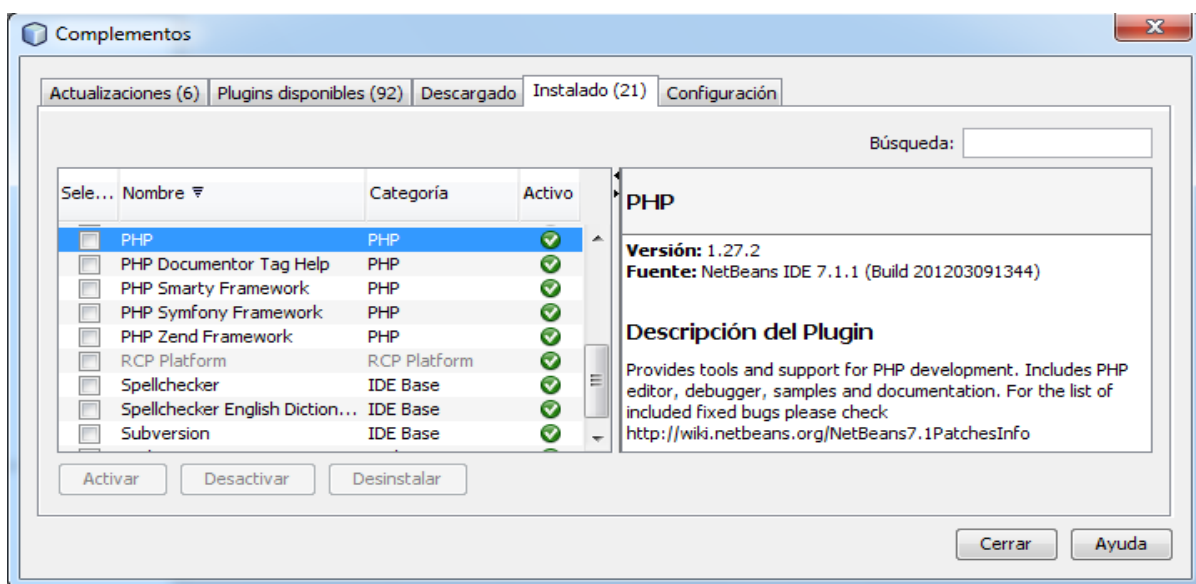 Complementos
Actualizaciones (6) Plugins disponibles (92) Descargado Instalado (21) Configuración
Búsqueda:
Sele... Nombre Categoría Activo
PHP PHP
PHP Documentor Tag Help PHP
PHP Smarty Framework PHP
PHP Symfony Framework PHP
PHP Zend Framework PHP
RCP Platform RCP Platform
Spellchecker IDE Base
Spellchecker English Diction... IDE Base
Subversion IDE Base
PHP
Versión: 1.27.2
Fuente: NetBeans IDE 7.1.1 (Build 201203091344)
Descripción del Plugin
Provides tools and support for PHP development. Includes PHP
editor, debugger, samples and documentation. For the list of
included fixed bugs please check
http://wiki.netbeans.org/NetBeans7.1PatchesInfo
Activar Desactivar Desinstalar
Cerrar Ayuda